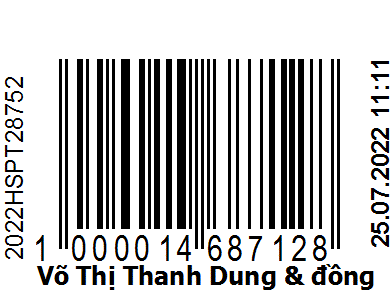 2022HSPT28752
25.07.2022 11:11
1 000014 687128
Võ Thị Thanh Dung & đồng